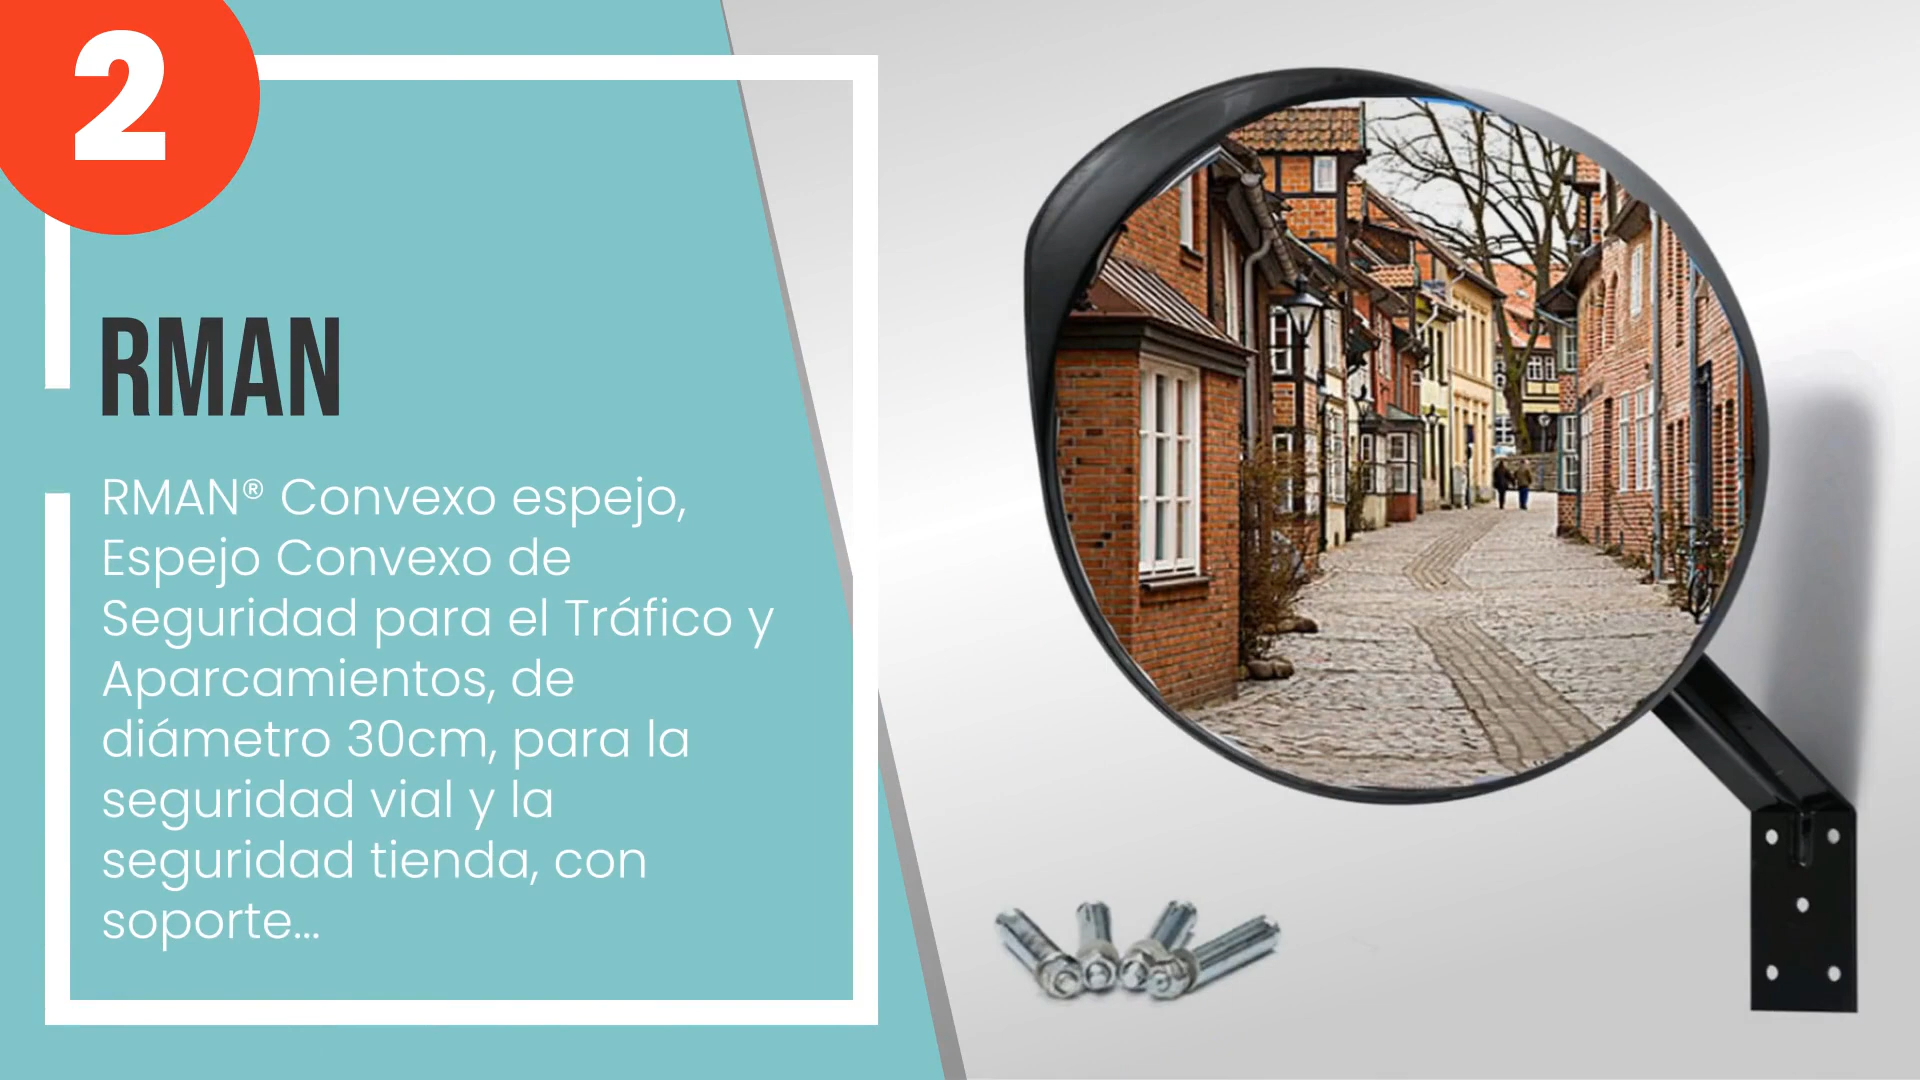 2
RMAN
RMAN® Convexo espejo,
Espejo Convexo de
Seguridad para el Tráfico y
Aparcamientos, de
diámetro 30cm, para la
seguridad vial y la
seguridad tienda, con
soporte...